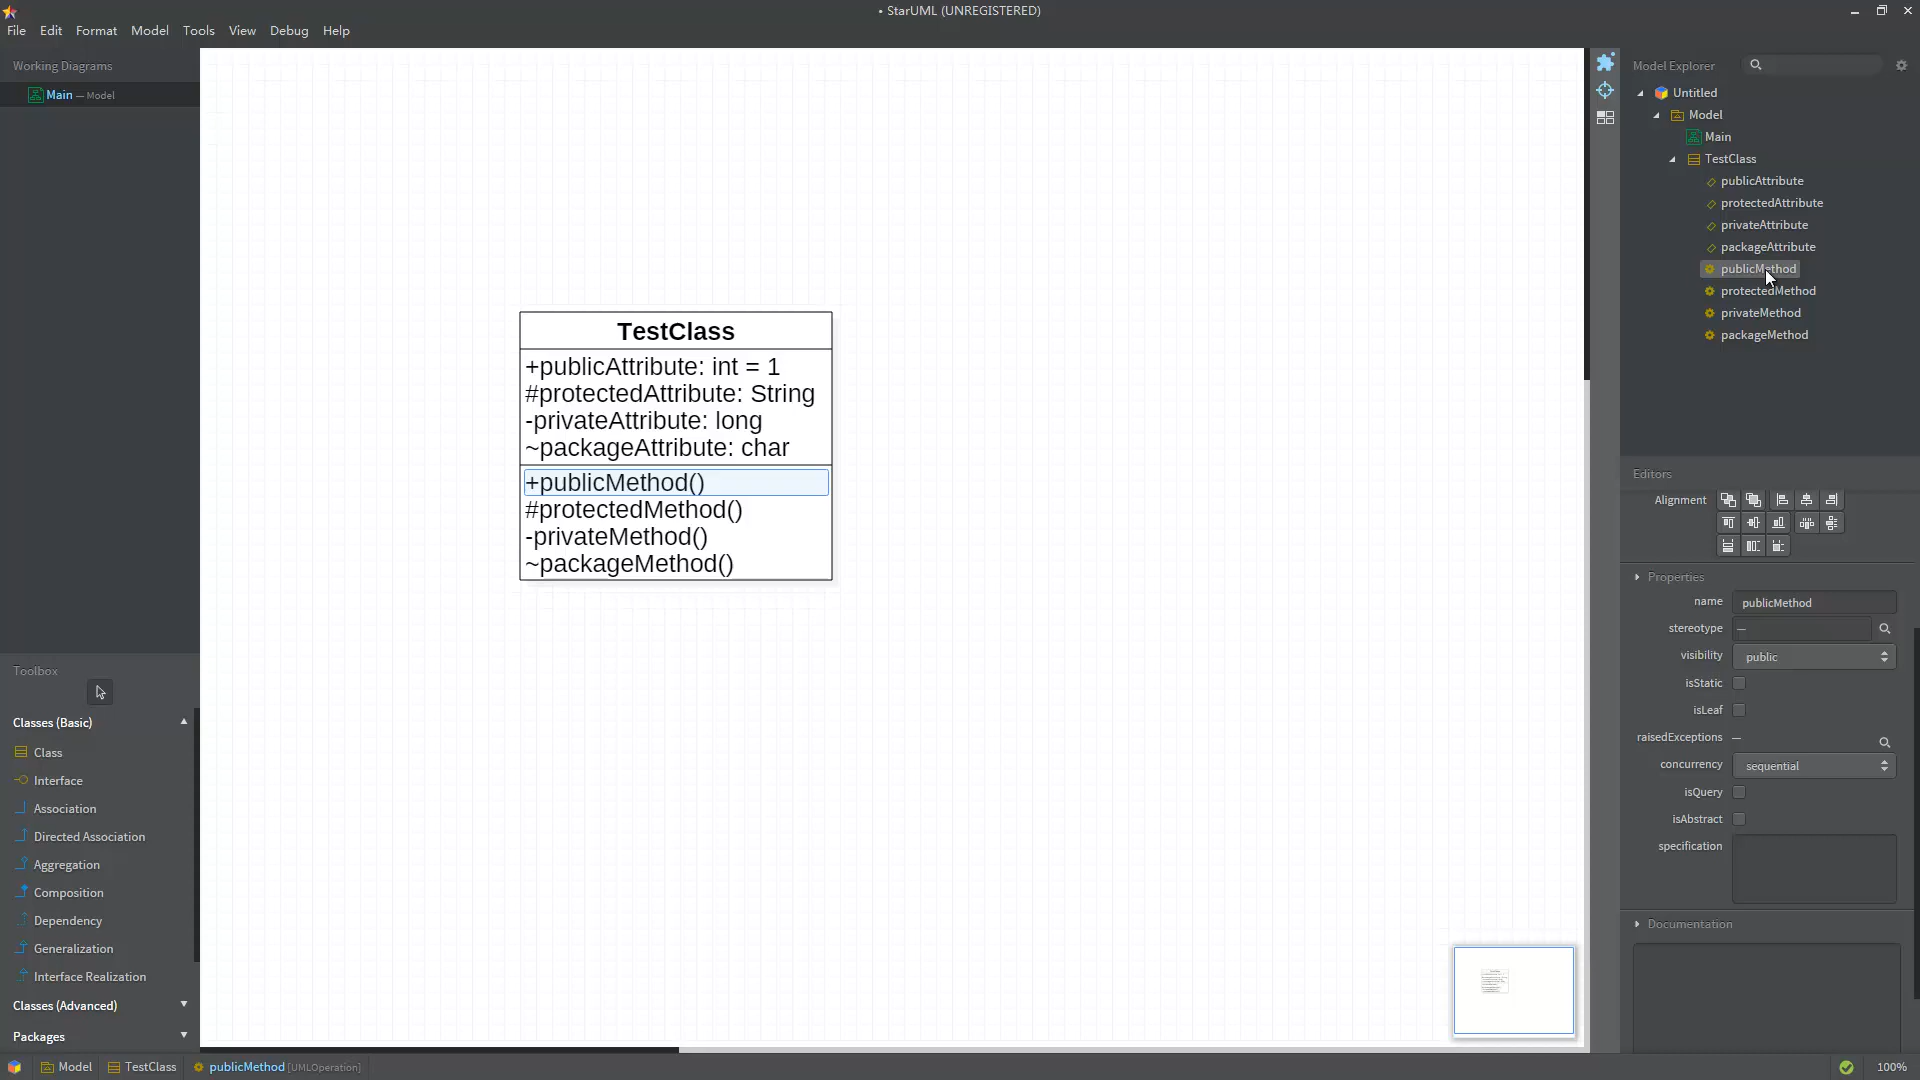 • StarUML (UNREGISTERED)
File Edit Format Model Tools View Debug Help
Working Diagrams
Main — Model
Toolbox
Classes (Basic)
Class
Interface
Association
Directed Association
Aggregation
Composition
Dependency
Generalization
Interface Realization
Classes (Advanced)
Packages
TestClass
+publicAttribute: int = 1
#protectedAttribute: String
-privateAttribute: long
~packageAttribute: char
+publicMethod()
#protectedMethod()
-privateMethod()
~packageMethod()
Model Explorer
Untitled
Model
Main
TestClass
publicAttribute
protectedAttribute
privateAttribute
packageAttribute
publicMethod
protectedMethod
privateMethod
packageMethod
Editors
Alignment
Properties
name publicMethod
stereotype —
visibility public
isStatic
isLeaf
raisedExceptions —
concurrency sequential
isQuery
isAbstract
specification
Documentation
Model TestClass publicMethod [UMLOperation] 100%